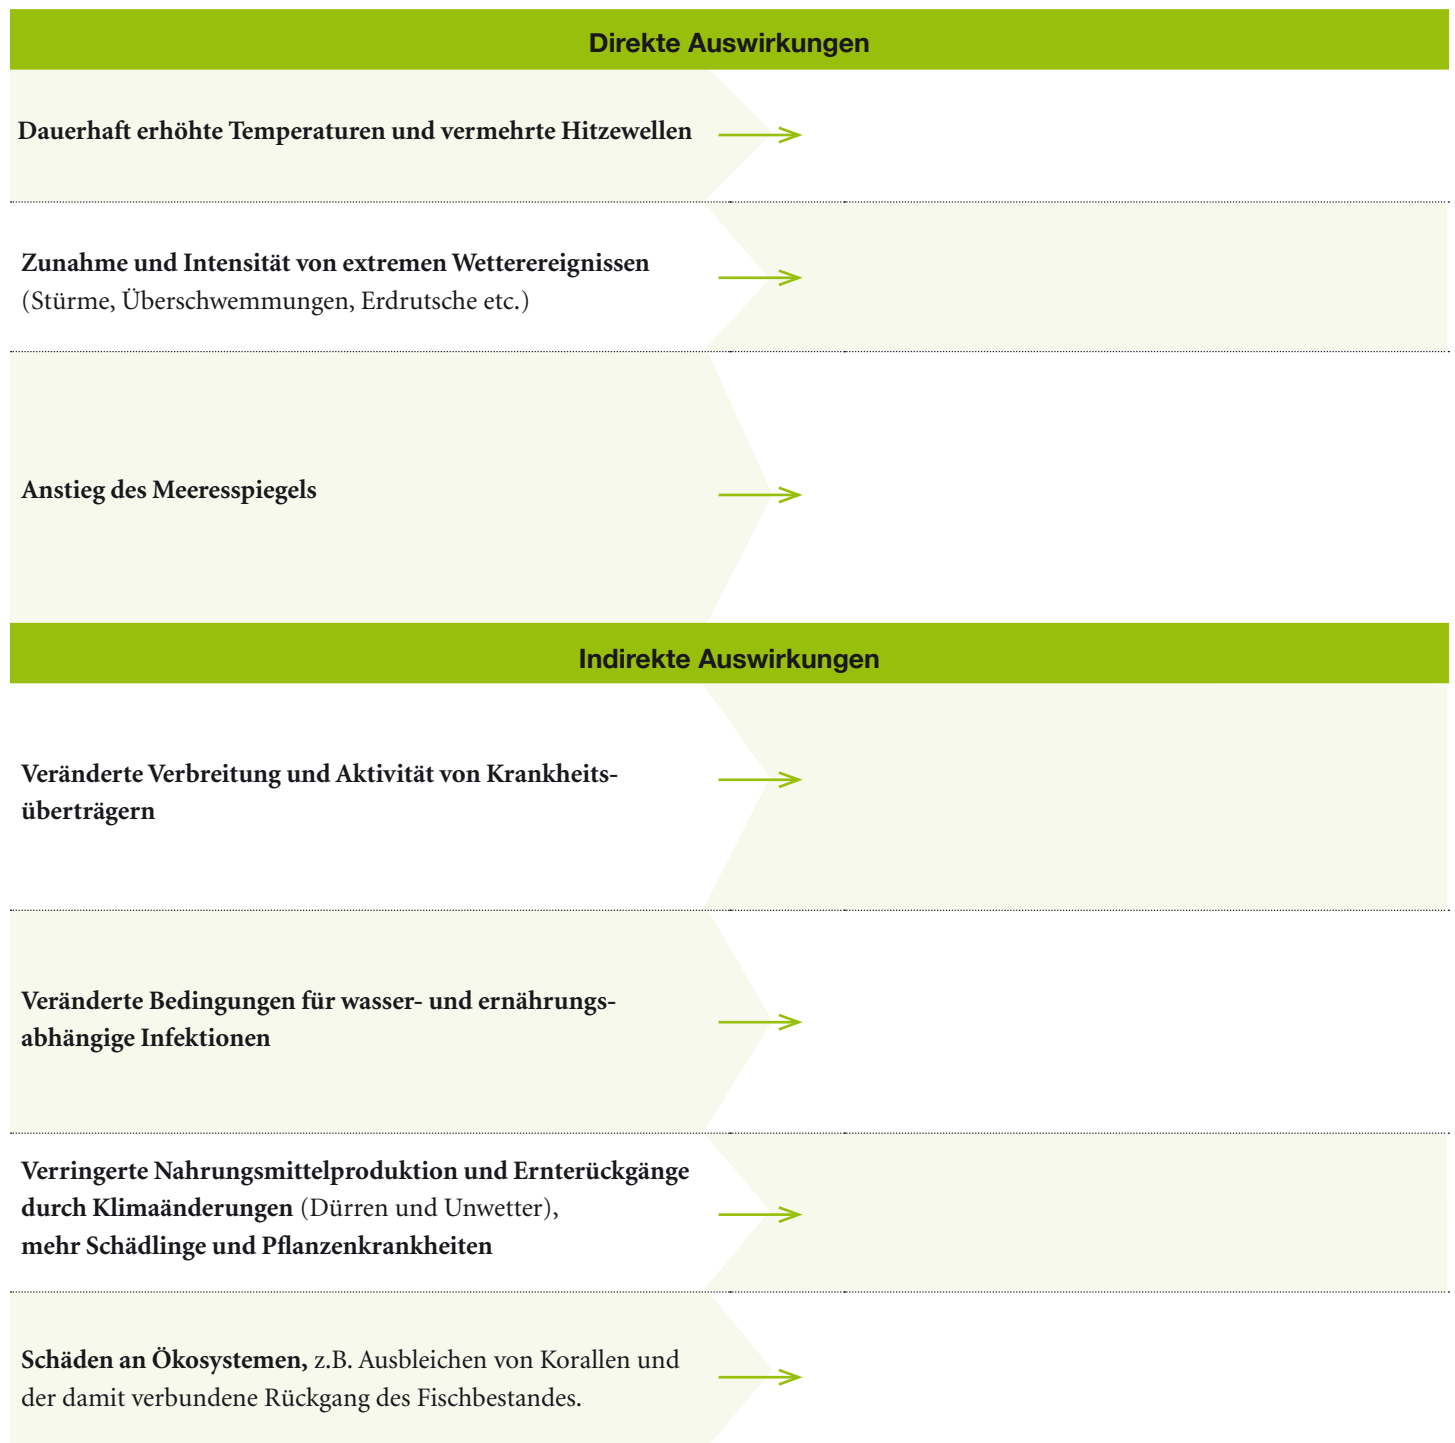 Direkte Auswirkungen
Dauerhaft erhöhte Temperaturen und vermehrte Hitzewellen
Zunahme und Intensität von extremen Wetterereignissen
(Stürme, Überschwemmungen, Erdrutsche etc.)
Anstieg des Meeresspiegels
Indirekte Auswirkungen
Veränderte Verbreitung und Aktivität von Krankheits-
überträgern
Veränderte Bedingungen für wasser- und ernährungs-
abhängige Infektionen
Verringerte Nahrungsmittelproduktion und Ernterückgänge
durch Klimaänderungen (Dürren und Unwetter),
mehr Schädlinge und Pflanzenkrankheiten
Schäden an Ökosystemen, z.B. Ausbleichen von Korallen und
der damit verbundene Rückgang des Fischbestandes.